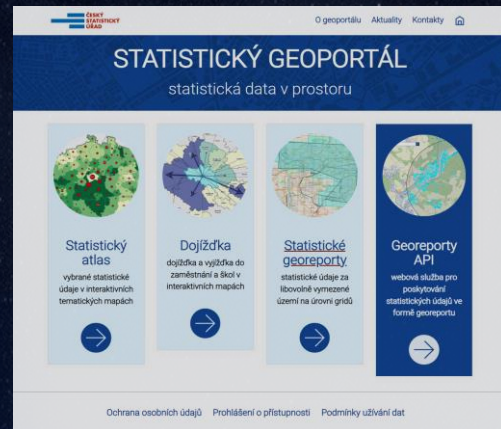 ČESKÝ
STATISTICKÝ
ÚŘAD
O geoportálu Aktuality Kontakty
STATISTICKÝ GEOPORTÁL
statistická data v prostoru
Statistický
atlas
vybrané statistické
údaje v interaktivních
tematických mapách
Dojížďka
dojížďka a vyjížďka do
zaměstnání a škol v
interaktivních mapách
Statistické
georeporty
statistické údaje za
libovolně vymezené
území na úrovni gridů
Georeporty
API
webová služba pro
poskytování
statistických údajů ve
formě georeportu
Ochrana osobních údajů Prohlášení o přístupnosti Podmínky užívání dat